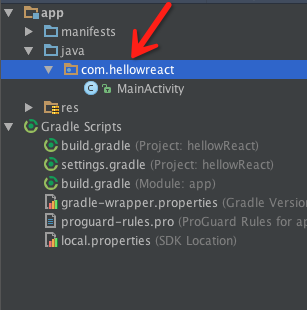 app
manifests
java
com.hellowreact
MainActivity
res
Gradle Scripts
build.gradle (Project: hellowReact)
settings.gradle (Project: hellowReact)
build.gradle (Module: app)
gradle-wrapper.properties (Gradle Version
proguard-rules.pro (ProGuard Rules for ap
local.properties (SDK Location)